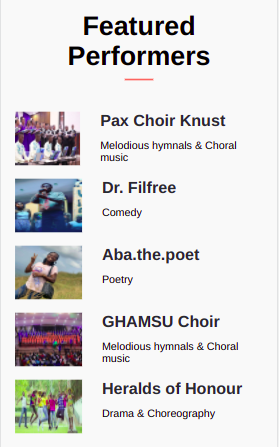 Featured
Performers
Pax Choir Knust
Melodious hymnals & Choral
music
Dr. Filfree
Comedy
Aba.the.poet
Poetry
GHAMSU Choir
Melodious hymnals & Choral
music
Heralds of Honour
Drama & Choreography